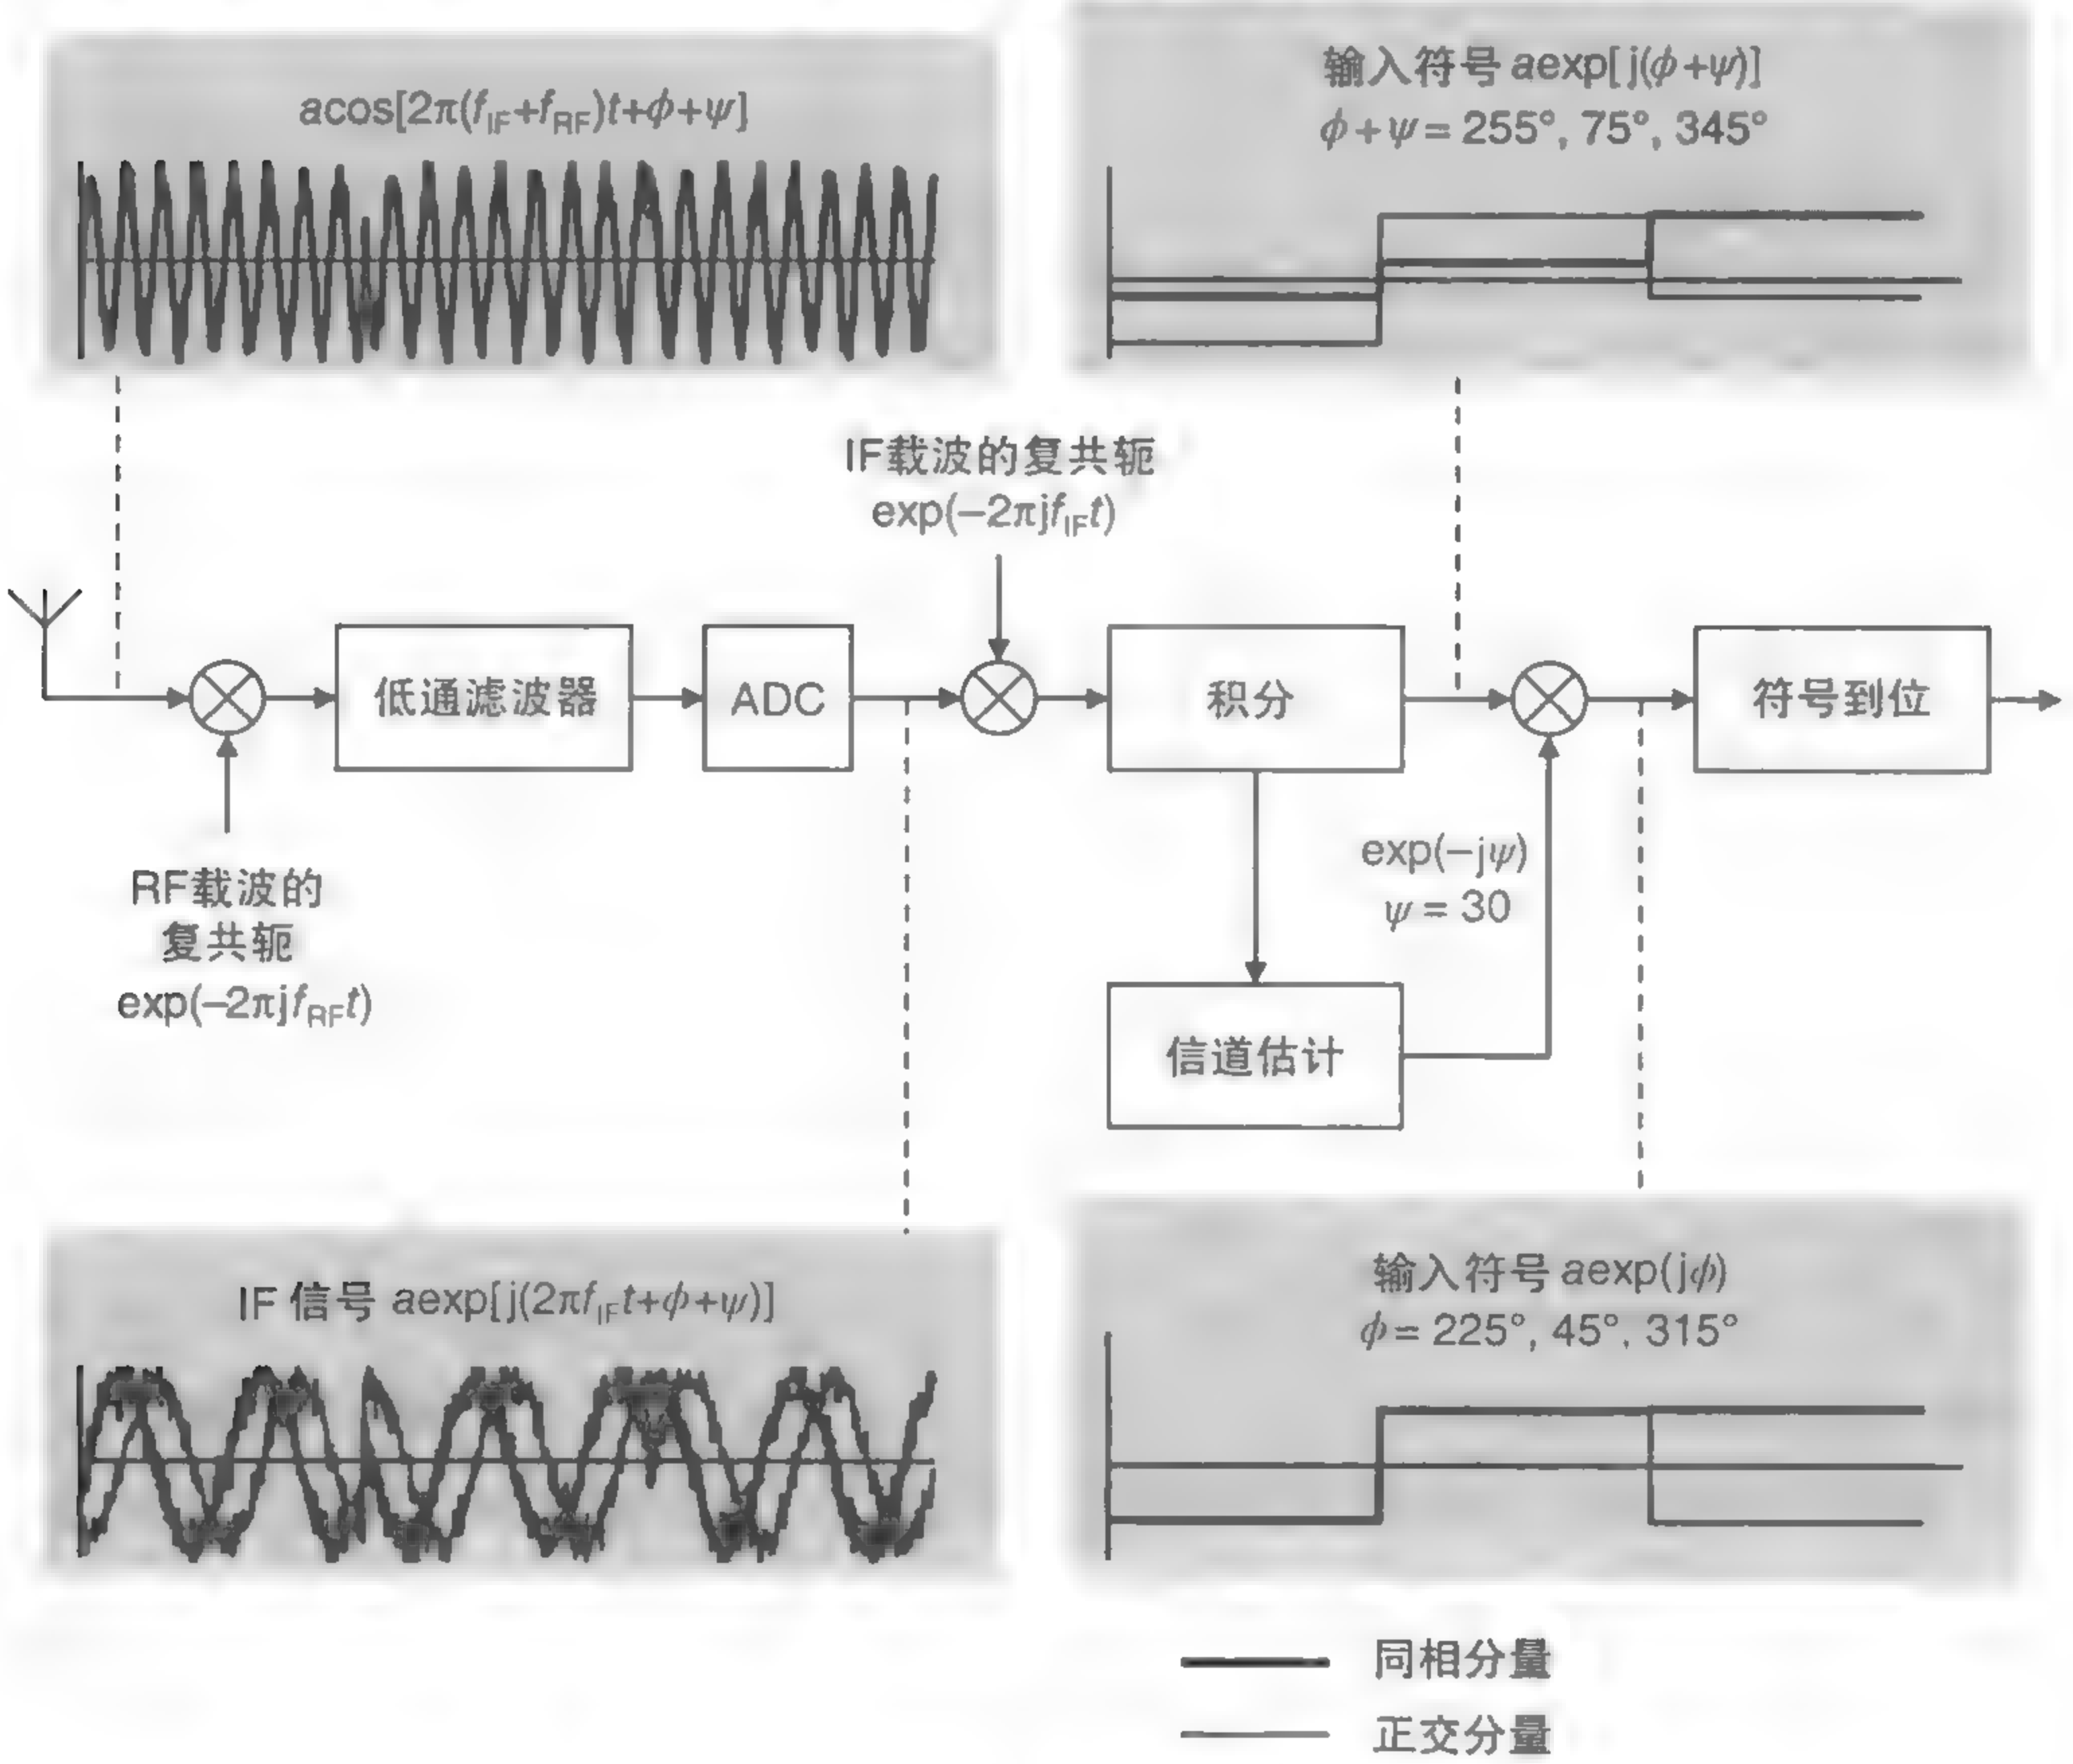 acos[2π(f_IF+f_RF)t+ϕ+ψ]
输入符号 aexp[j(ϕ+ψ)]
ϕ+ψ= 255°, 75°, 345°
IF载波的复共轭
exp(−2πjf_IFt)
低通滤波器
ADC
积分
符号到位
RF载波的
复共轭
exp(−2πjf_RFt)
exp(−jψ)
ψ = 30
信道估计
IF 信号 aexp[j(2πf_IFt+ϕ+ψ)]
输入符号 aexp(jϕ)
ϕ= 225°, 45°, 315°
同相分量
正交分量